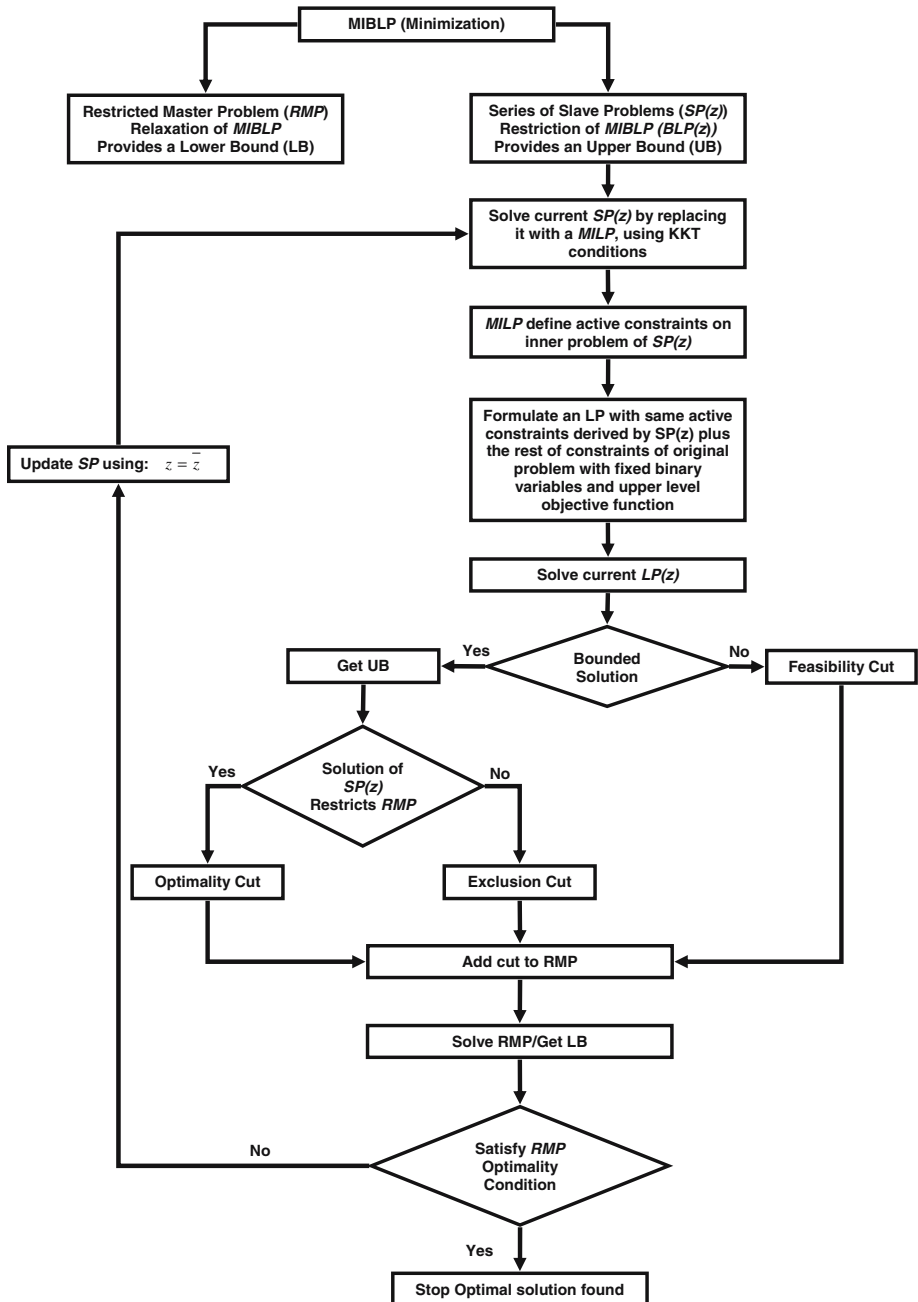 MIBLP (Minimization)
Restricted Master Problem (RMP)
Relaxation of MIBLP
Provides a Lower Bound (LB)
Series of Slave Problems (SP(z))
Restriction of MIBLP (BLP(z))
Provides an Upper Bound (UB)
Solve current SP(z) by replacing
it with a MILP, using KKT
conditions
MILP define active constraints on
inner problem of SP(z)
Formulate an LP with same active
constraints derived by SP(z) plus
the rest of constraints of original
problem with fixed binary
variables and upper level
objective function
Update SP using: z = z̅
Solve current LP(z)
Yes
Bounded
Solution
No
Get UB
Feasibility Cut
Yes
Solution of
SP(z)
Restricts RMP
No
Optimality Cut
Exclusion Cut
Add cut to RMP
Solve RMP/Get LB
No
Satisfy RMP
Optimality
Condition
Yes
Stop Optimal solution found